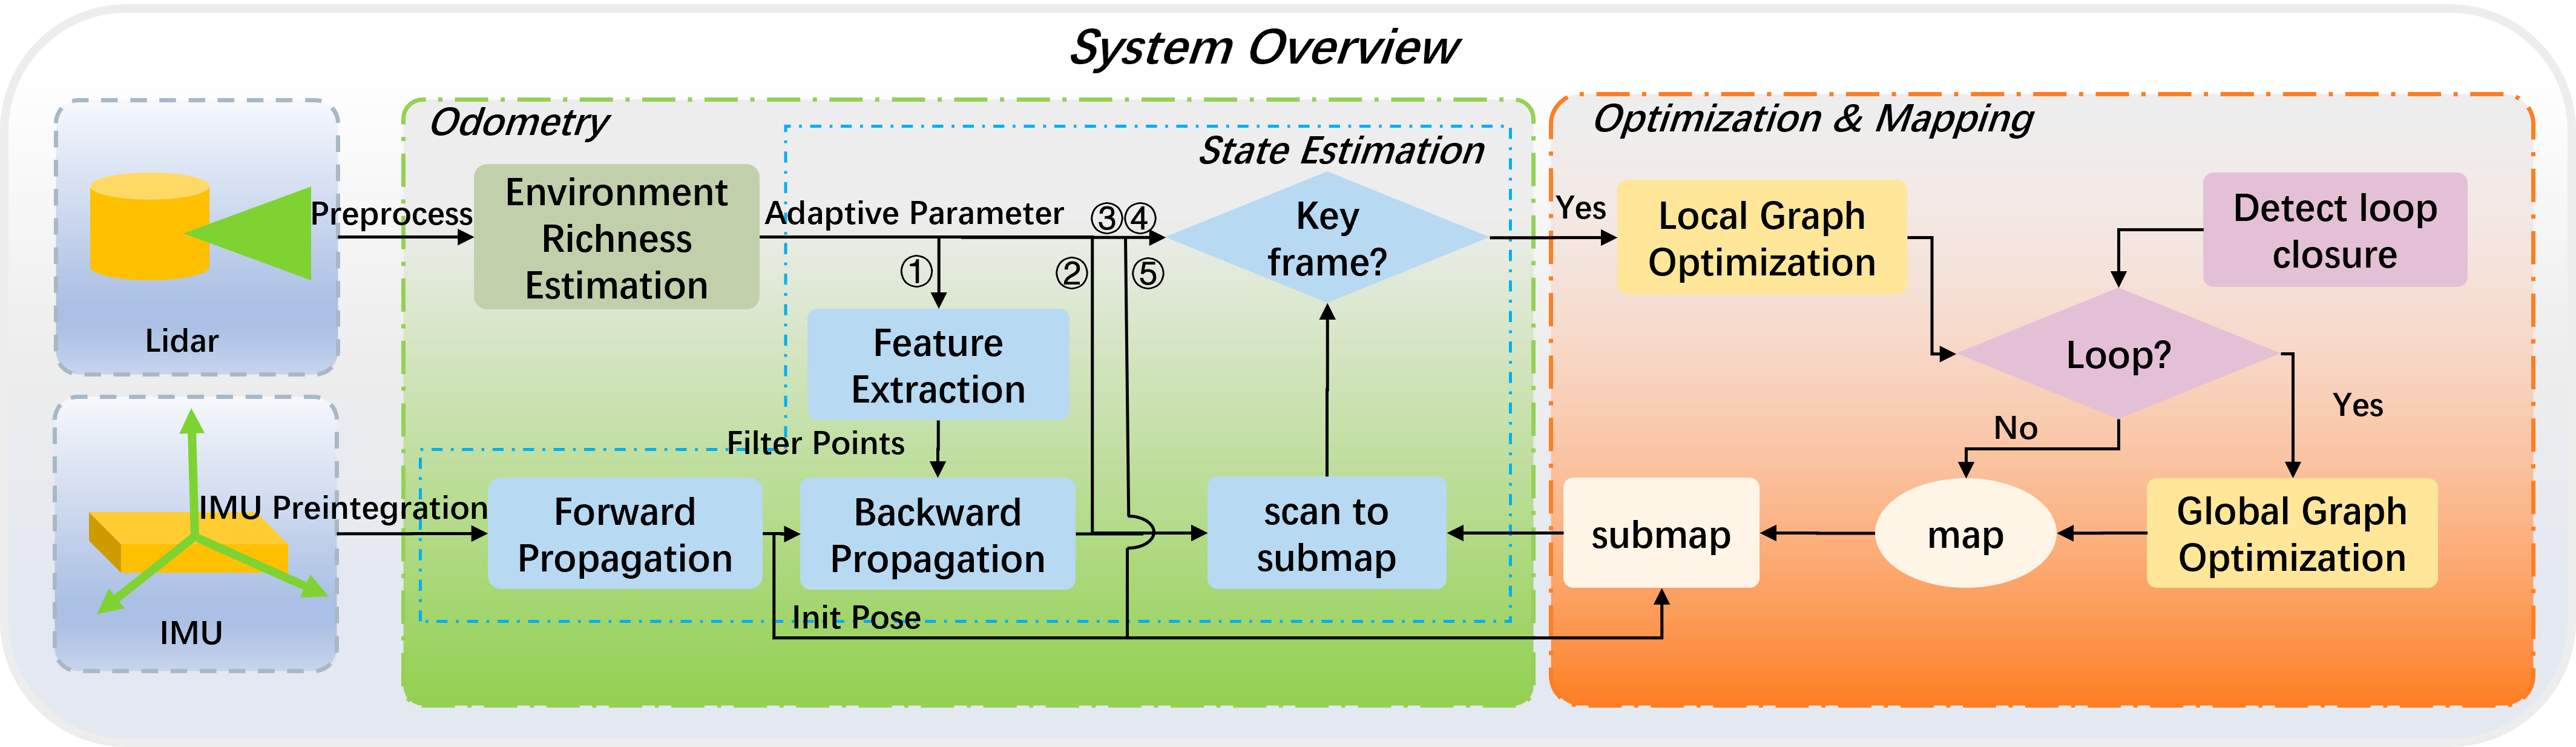 System Overview
Odometry
Optimization & Mapping
State Estimation
Lidar
Preprocess
Environment
Richness
Estimation
Adaptive Parameter
③④
①
②
⑤
Key
frame?
Yes
Local Graph
Optimization
Detect loop
closure
Loop?
Yes
No
Feature
Extraction
Filter Points
IMU Preintegration
IMU
Forward
Propagation
Backward
Propagation
scan to
submap
submap
map
Global Graph
Optimization
Init Pose